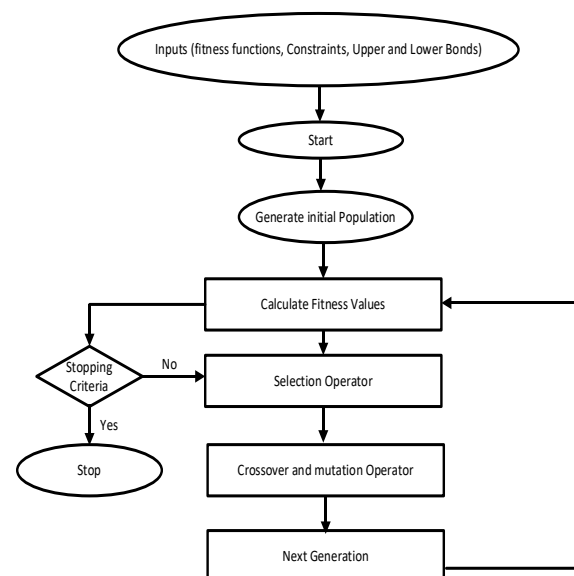 Inputs (fitness functions, Constraints, Upper and Lower Bonds)
Start
Generate initial Population
Calculate Fitness Values
Stopping
Criteria
No
Selection Operator
Yes
Stop
Crossover and mutation Operator
Next Generation